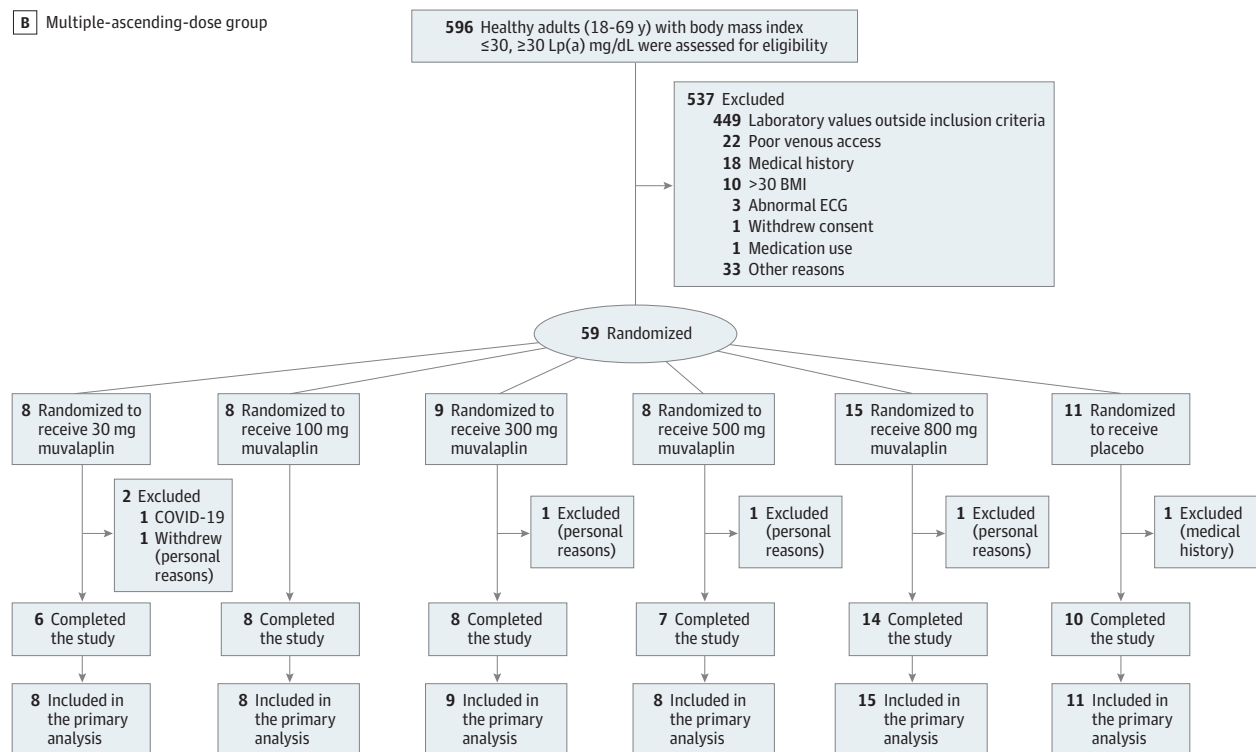 B Multiple-ascending-dose group
596 Healthy adults (18-69 y) with body mass index
≤30, ≥30 Lp(a) mg/dL were assessed for eligibility
537 Excluded
449 Laboratory values outside inclusion criteria
22 Poor venous access
18 Medical history
10 >30 BMI
3 Abnormal ECG
1 Withdrew consent
1 Medication use
33 Other reasons
59 Randomized
8 Randomized to
receive 30 mg
muvalaplin
8 Randomized to
receive 100 mg
muvalaplin
9 Randomized to
receive 300 mg
muvalaplin
8 Randomized to
receive 500 mg
muvalaplin
15 Randomized to
receive 800 mg
muvalaplin
11 Randomized
to receive
placebo
2 Excluded
1 COVID-19
1 Withdrew
(personal
reasons)
1 Excluded
(personal
reasons)
1 Excluded
(personal
reasons)
1 Excluded
(personal
reasons)
1 Excluded
(medical
history)
6 Completed
the study
8 Completed
the study
8 Completed
the study
7 Completed
the study
14 Completed
the study
10 Completed
the study
8 Included in
the primary
analysis
8 Included in
the primary
analysis
9 Included in
the primary
analysis
8 Included in
the primary
analysis
15 Included in
the primary
analysis
11 Included in
the primary
analysis